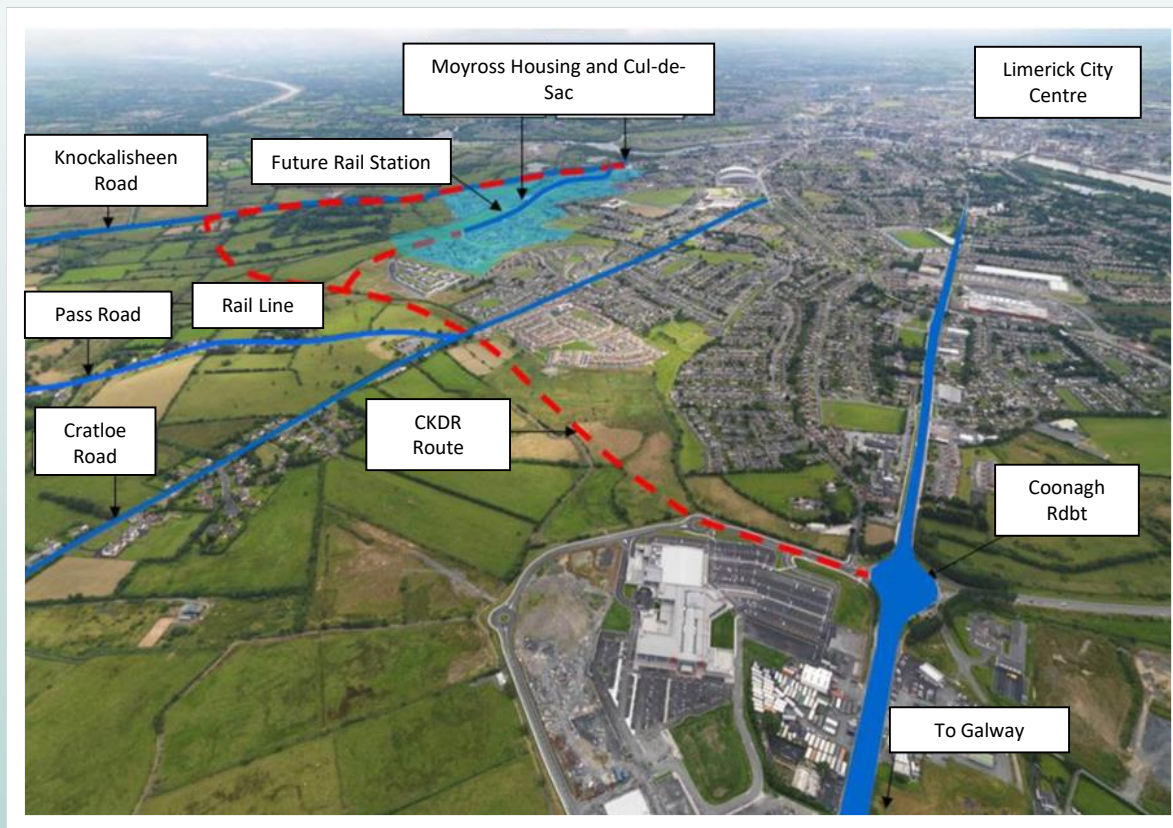 Moyross Housing and Cul-de-
Sac
Limerick City
Centre
Knockalisheen
Road
Future Rail Station
Rail Line
Pass Road
Cratloe
Road
CKDR
Route
Coonagh
Rdbt
To Galway